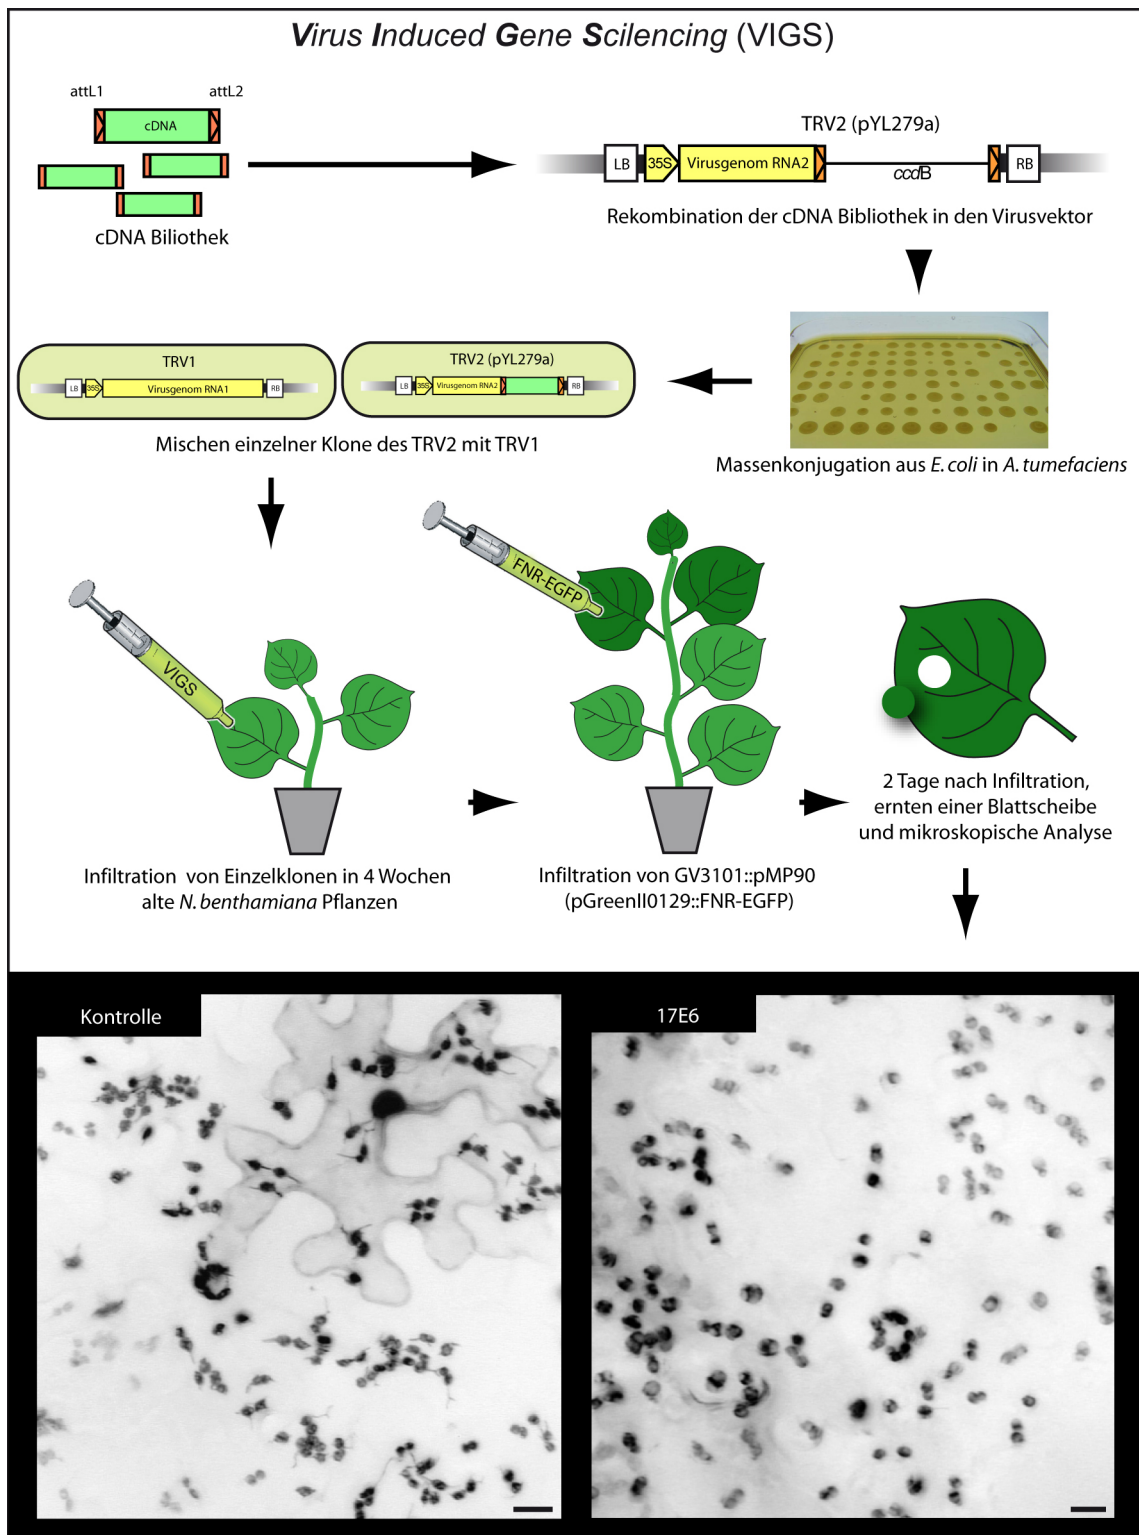 Virus Induced Gene Scilencing (VIGS)
attL1
attL2
cDNA
cDNA Biliothek
TRV2 (pYL279a)
LB
35S
Virusgenom RNA2
ccdB
RB
Rekombination der cDNA Bibliothek in den Virusvektor
TRV1
LB
35S
Virusgenom RNA1
RB
TRV2 (pYL279a)
LB
35S
Virusgenom RNA2
RB
Mischen einzelner Klone des TRV2 mit TRV1
Massenkonjugation aus E. coli in A. tumefaciens
VIGS
FNR-EGFP
Infiltration von Einzelklonen in 4 Wochen
alte N. benthamiana Pflanzen
Infiltration von GV3101::pMP90
(pGreenII0129::FNR-EGFP)
2 Tage nach Infiltration,
ernten einer Blattscheibe
und mikroskopische Analyse
Kontrolle
17E6